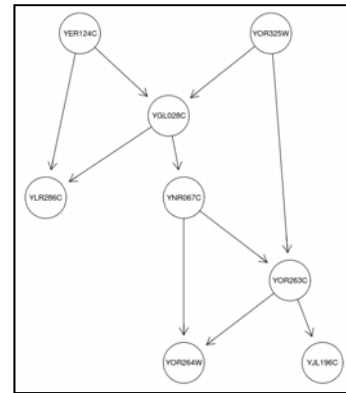 YER124C
YOR325W
YGL028C
YLR286C
YNR067C
YOR263C
YOR264W
YJL196C